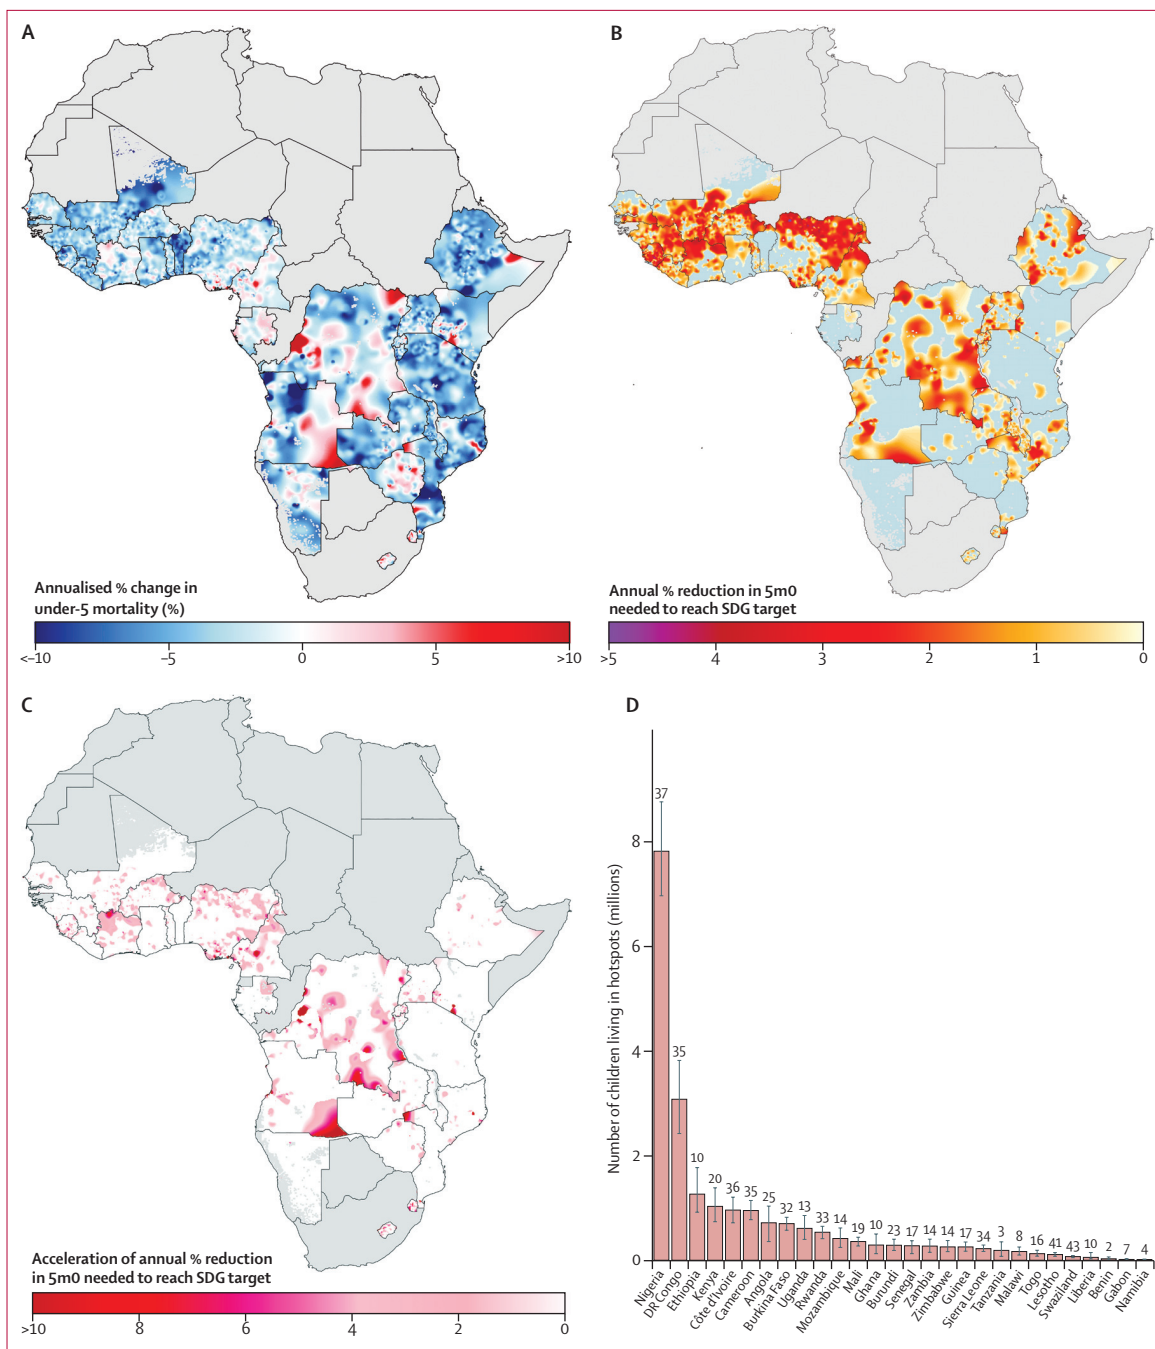 A
B
Annualised % change in
under-5 mortality (%)
<–10
–5
0
5
>10
Annual % reduction in 5m0
needed to reach SDG target
>5
4
3
2
1
0
C
D
Acceleration of annual % reduction
in 5m0 needed to reach SDG target
>10
8
6
4
2
0
Number of children living in hotspots (millions)
8
6
4
2
0
37
35
10
20
36
35
25
32
13
33
14
19
10
23
17
14
14
17
34
3
8
16
41
43
10
2
7
4
Nigeria
DR Congo
Ethiopia
Kenya
Côte d'Ivoire
Cameroon
Angola
Burkina Faso
Uganda
Rwanda
Mozambique
Mali
Ghana
Burundi
Senegal
Zambia
Zimbabwe
Guinea
Sierra Leone
Tanzania
Malawi
Togo
Lesotho
Swaziland
Liberia
Benin
Gabon
Namibia